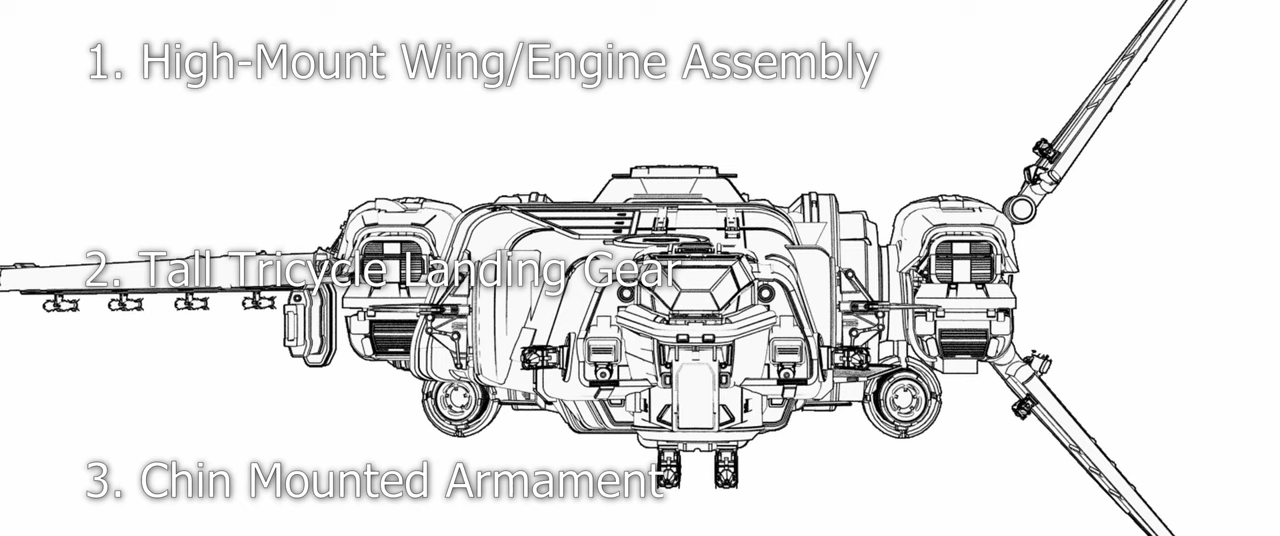 1. High-Mount Wing/Engine Assembly
2. Tall Tricycle Landing Gear
3. Chin Mounted Armament